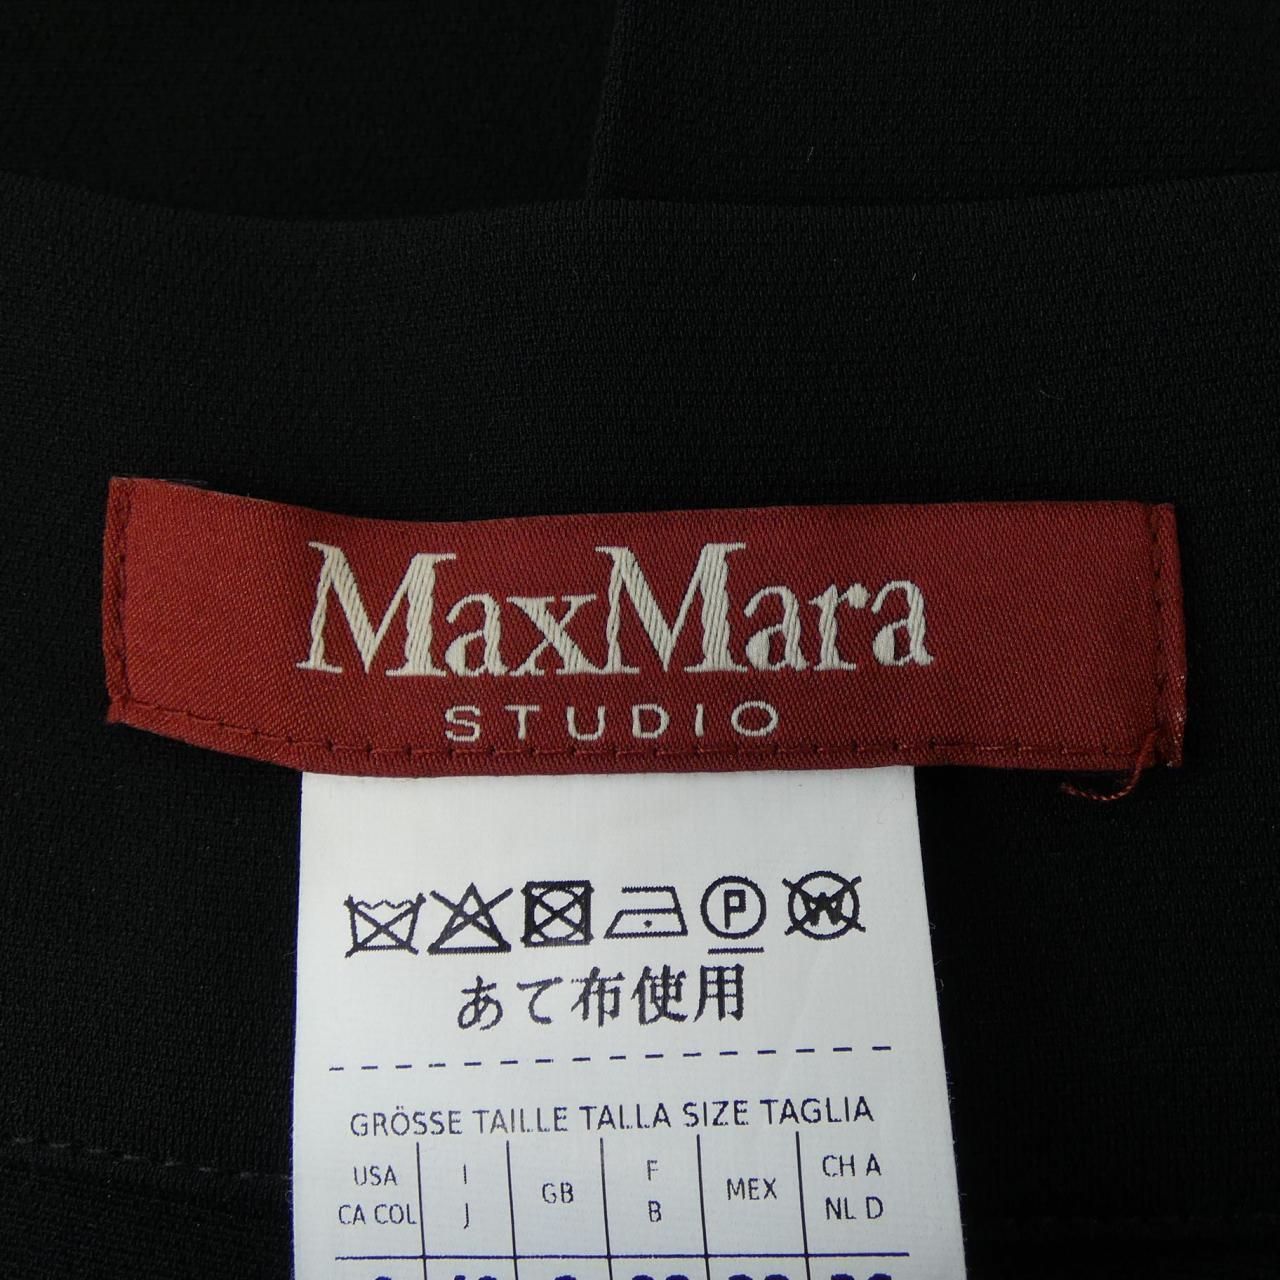 MaxMara
STUDIO
P W
あて布使用
GRÖSSE TAILLE TALLA SIZE TAGLIA
USA I GB F MEX CH A
CA COL J B NL D